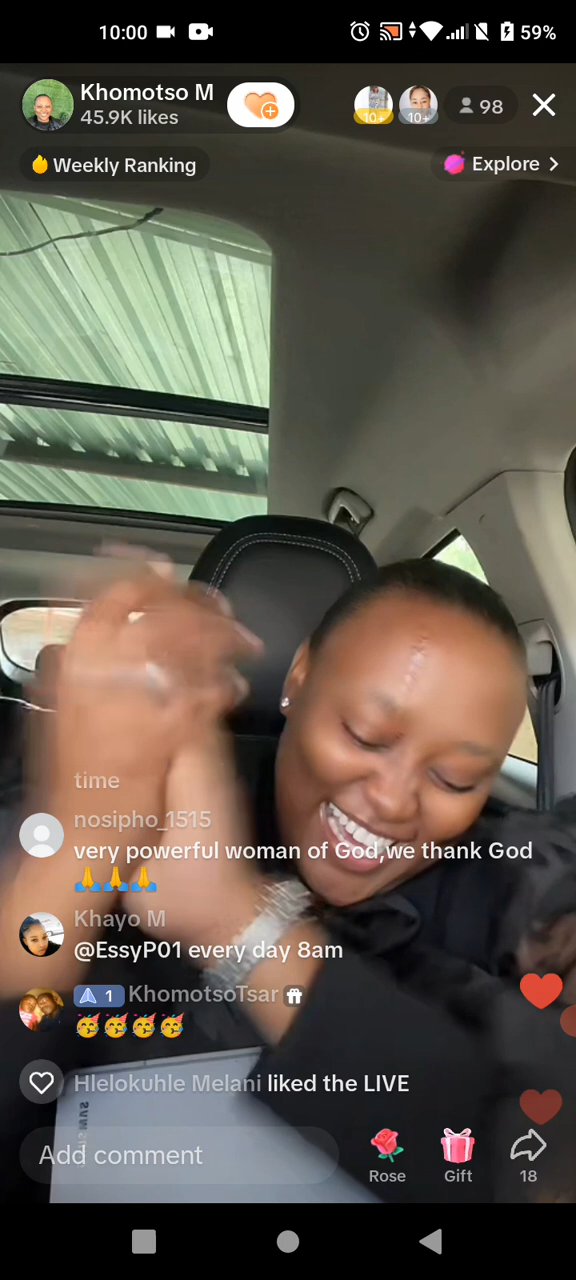 10:00
59%
Khomotso M
45.9K likes
10+
10+
98
Weekly Ranking
Explore
time
nosipho_1515
very powerful woman of God,we thank God
🙏🙏🙏
Khayo M
@EssyP01 every day 8am
1 KhomotsoTsar
🥳🥳🥳🥳
Hlelokuhle Melani liked the LIVE
Add comment
Rose
Gift
18